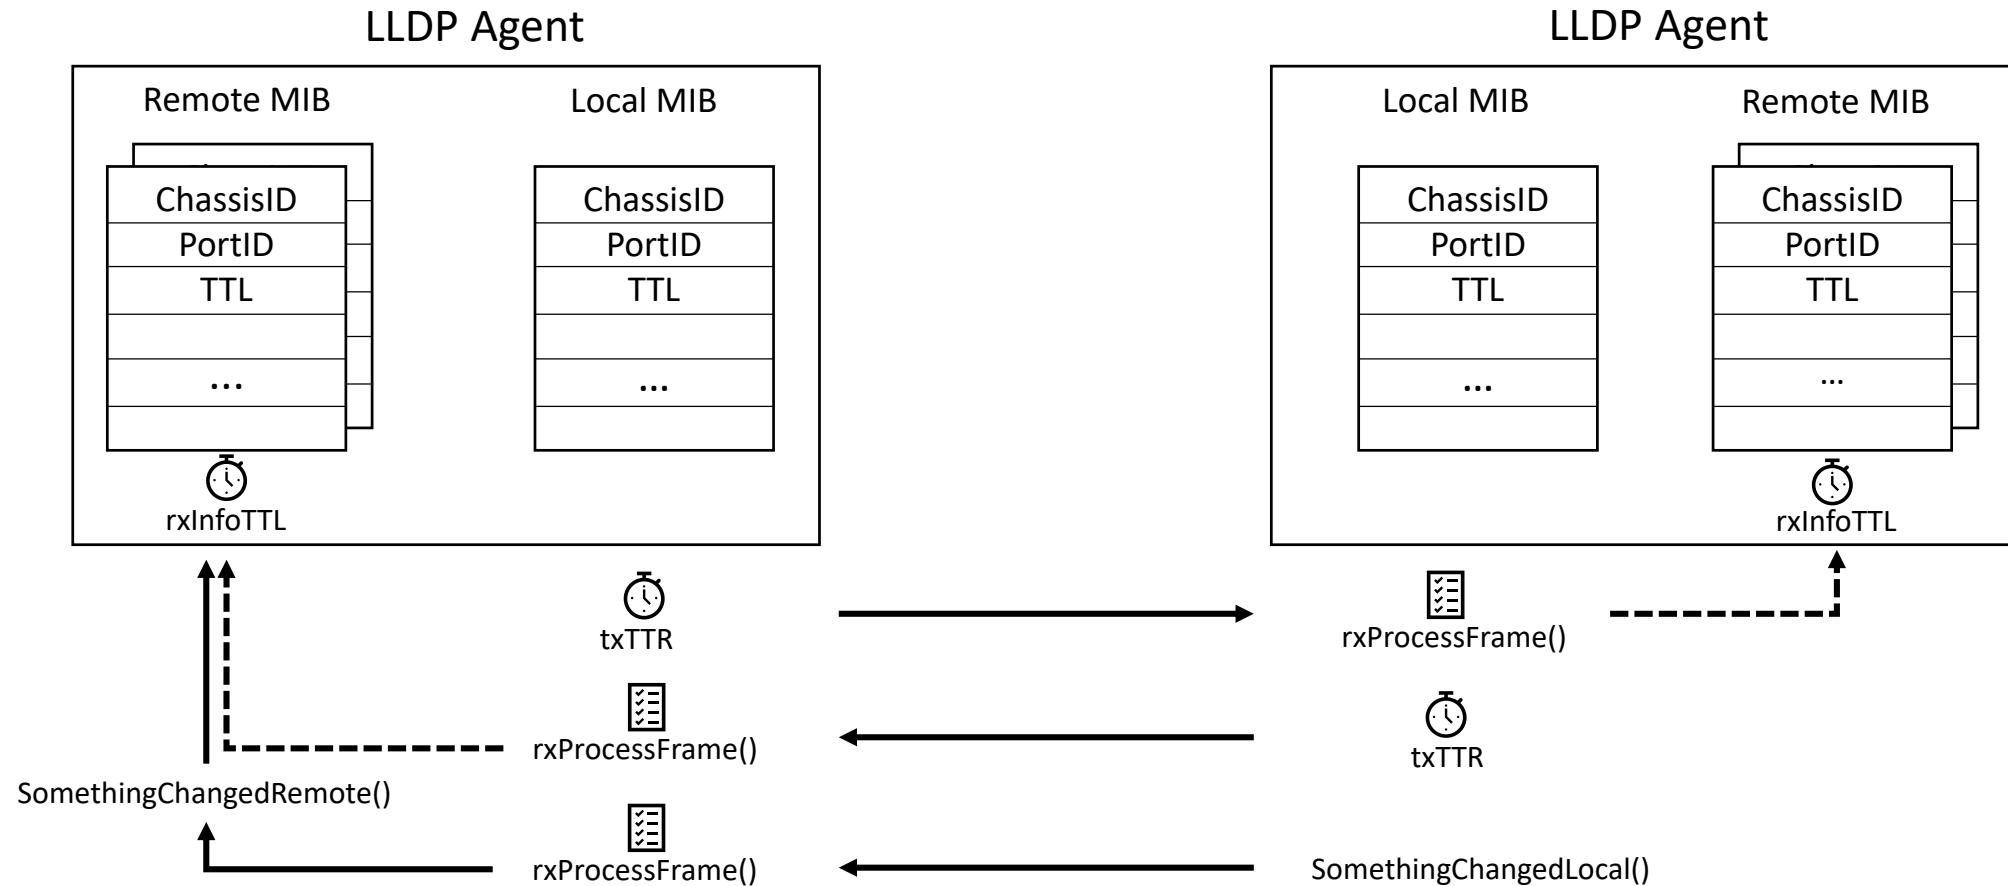 LLDP Agent
LLDP Agent
Remote MIB
Local MIB
Local MIB
Remote MIB
ChassisID
PortID
TTL
...
ChassisID
PortID
TTL
...
ChassisID
PortID
TTL
...
ChassisID
PortID
TTL
...
rxInfoTTL
rxInfoTTL
txTTR
rxProcessFrame()
rxProcessFrame()
txTTR
SomethingChangedRemote()
rxProcessFrame()
SomethingChangedLocal()